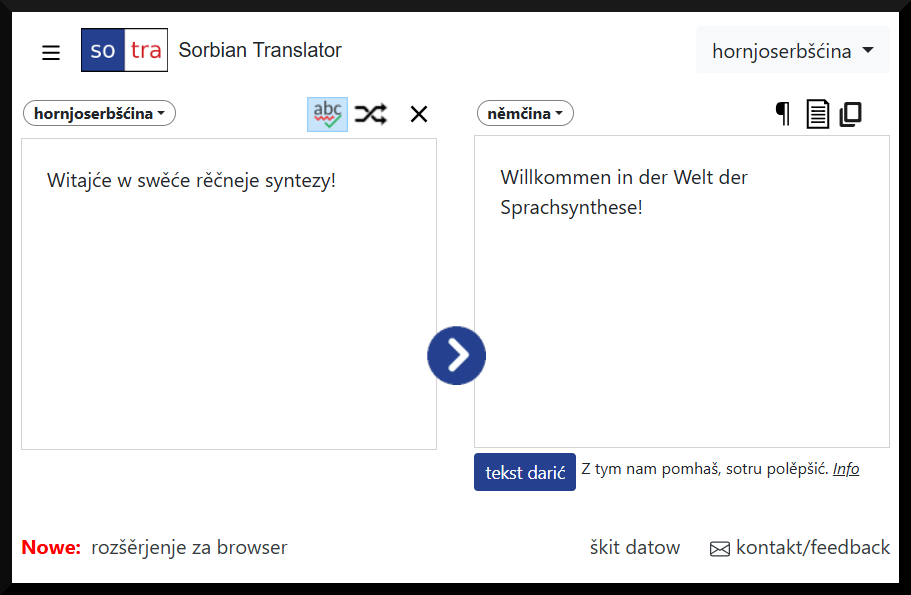 so tra Sorbian Translator
hornjoserbšćina
hornjoserbšćina
abc
němčina
Witajće w swěće rěčneje syntezy!
Willkommen in der Welt der
Sprachsynthese!
tekst darić Z tym nam pomhaš, sotru polěpšić. Info
Nowe: rozšěrjenje za browser
škit datow
kontakt/feedback